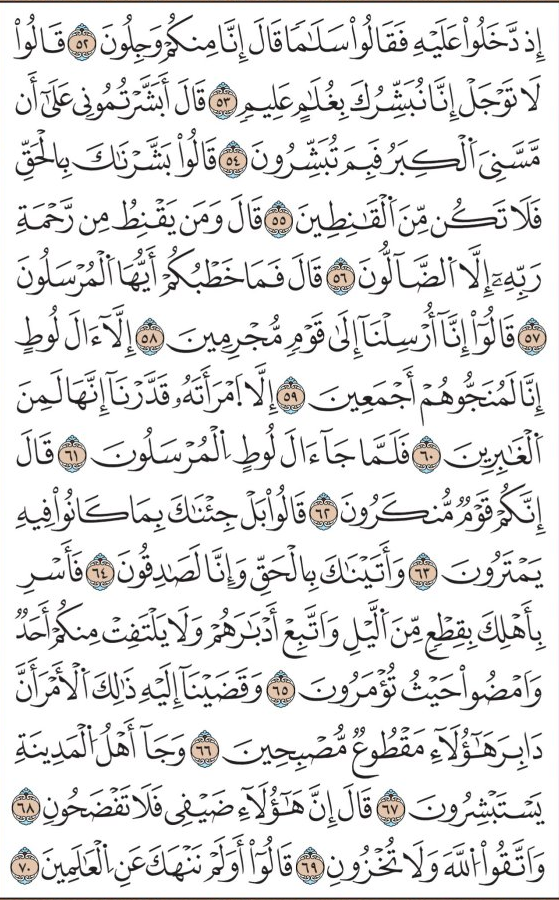 إِذْ دَخَلُوا۟ عَلَيْهِ فَقَالُوا۟ سَلَـٰمًا قَالَ إِنَّا مِنكُمْ وَجِلُونَ ٥٢ قَالُوا۟
لَا تَوْجَلْ إِنَّا نُبَشِّرُكَ بِغُلَـٰمٍ عَلِيمٍ ٥٣ قَالَ أَبَشَّرْتُمُونِى عَلَىٰٓ أَن
مَّسَّنِىَ ٱلْكِبَرُ فَبِمَ تُبَشِّرُونَ ٥٤ قَالُوا۟ بَشَّرْنَـٰكَ بِٱلْحَقِّ
فَلَا تَكُن مِّنَ ٱلْقَـٰنِطِينَ ٥٥ قَالَ وَمَن يَقْنِطُ مِن رَّحْمَةِ
رَبِّهِۦٓ إِلَّا ٱلضَّآلُّونَ ٥٦ قَالَ فَمَا خَطْبُكُمْ أَيُّهَا ٱلْمُرْسَلُونَ
٥٧ قَالُوٓا۟ إِنَّآ أُرْسِلْنَآ إِلَىٰ قَوْمٍ مُّجْرِمِينَ ٥٨ إِلَّآ ءَالَ لُوطٍ
إِنَّا لَمُنَجُّوهُمْ أَجْمَعِينَ ٥٩ إِلَّا ٱمْرَأَتَهُۥ قَدَّرْنَآ إِنَّهَا لَمِنَ
ٱلْغَـٰبِرِينَ ٦٠ فَلَمَّا جَآءَ ءَالَ لُوطٍ ٱلْمُرْسَلُونَ ٦١ قَالَ
إِنَّكُمْ قَوْمٌ مُّنكَرُونَ ٦٢ قَالُوا۟ بَلْ جِئْنَـٰكَ بِمَا كَانُوا۟ فِيهِ
يَمْتَرُونَ ٦٣ وَأَتَيْنَـٰكَ بِٱلْحَقِّ وَإِنَّا لَصَـٰدِقُونَ ٦٤ فَأَسْرِ
بِأَهْلِكَ بِقِطْعٍ مِّنَ ٱلَّيْلِ وَٱتَّبِعْ أَدْبَـٰرَهُمْ وَلَا يَلْتَفِتْ مِنكُمْ أَحَدٌ
وَٱمْضُوا۟ حَيْثُ تُؤْمَرُونَ ٦٥ وَقَضَيْنَآ إِلَيْهِ ذَٰلِكَ ٱلْأَمْرَ أَنَّ
دَابِرَ هَـٰٓؤُلَآءِ مَقْطُوعٌ مُّصْبِحِينَ ٦٦ وَجَآءَ أَهْلُ ٱلْمَدِينَةِ
يَسْتَبْشِرُونَ ٦٧ قَالَ إِنَّ هَـٰٓؤُلَآءِ ضَيْفِى فَلَا تَفْضَحُونِ ٦٨
وَٱتَّقُوا۟ ٱللَّهَ وَلَا تُخْزُونِ ٦٩ قَالُوٓا۟ أَوَلَمْ نَنْهَكَ عَنِ ٱلْعَـٰلَمِينَ ٧٠